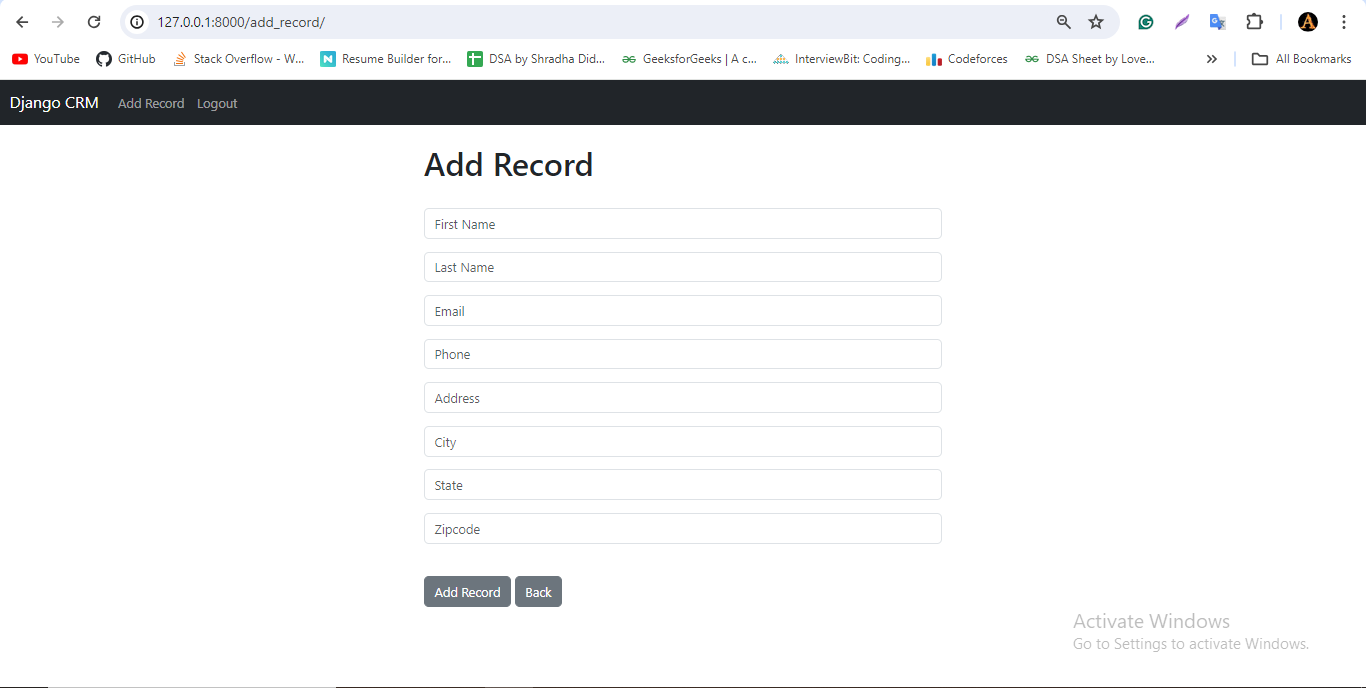 127.0.0.1:8000/add_record/
YouTube GitHub Stack Overflow - W... Resume Builder for... DSA by Shradha Did... GeeksforGeeks | A c... InterviewBit: Coding... Codeforces DSA Sheet by Love... » All Bookmarks
Django CRM Add Record Logout
Add Record
First Name
Last Name
Email
Phone
Address
City
State
Zipcode
Add Record Back
Activate Windows
Go to Settings to activate Windows.